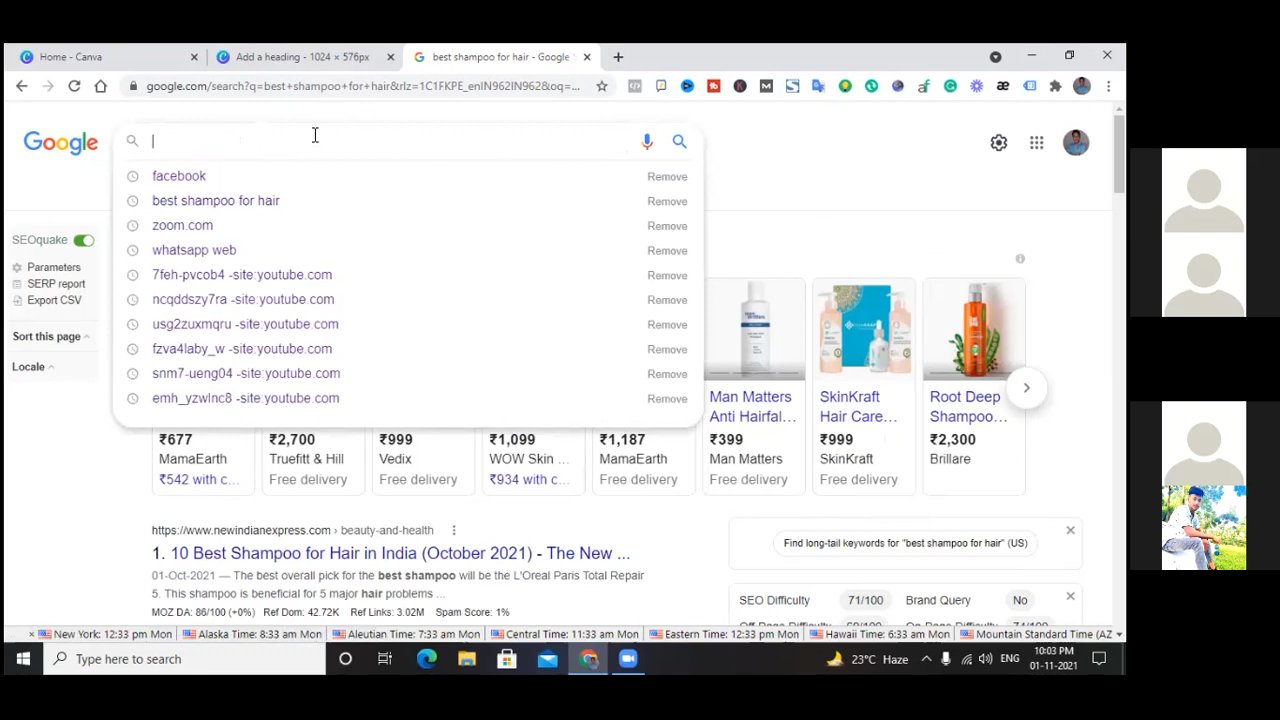 Home - Canva
Add a heading - 1024 × 576px
best shampoo for hair - Google S
google.com/search?q=best+shampoo+for+hair&rlz=1C1FKPE_enIN962IN962&oq=...
Google
facebook Remove
best shampoo for hair Remove
zoom.com Remove
whatsapp web Remove
7feh-pvcob4 -site:youtube.com Remove
ncqddszy7ra -site:youtube.com Remove
usg2zuxmqru -site:youtube.com Remove
fzva4laby_w -site:youtube.com Remove
snm7-ueng04 -site:youtube.com Remove
emh_yzwlnc8 -site:youtube.com Remove
SEOquake
Parameters
SERP report
Export CSV
Sort this page
Locale
Man Matters SkinKraft Root Deep
Anti Hairfal... Hair Care... Shampoo...
₹677 ₹2,700 ₹999 ₹1,099 ₹1,187 ₹399 ₹999 ₹2,300
MamaEarth Truefitt & Hill Vedix WOW Skin ... MamaEarth Man Matters SkinKraft Brillare
₹542 with c... Free delivery Free delivery ₹934 with c... Free delivery Free delivery Free delivery Free delivery
https://www.newindianexpress.com › beauty-and-health
1. 10 Best Shampoo for Hair in India (October 2021) - The New ...
01-Oct-2021 — The best overall pick for the best shampoo will be the L'Oreal Paris Total Repair
5. This shampoo is beneficial for 5 major hair problems ...
MOZ DA: 86/100 (+0%) Ref Dom: 42.72K Ref Links: 3.02M Spam Score: 1%
Find long-tail keywords for "best shampoo for hair" (US)
SEO Difficulty 71/100 Brand Query No
New York: 12:33 pm Mon Alaska Time: 8:33 am Mon Aleutian Time: 7:33 am Mon Central Time: 11:33 am Mon Eastern Time: 12:33 pm Mon Hawaii Time: 6:33 am Mon Mountain Standard Time (AZ
Type here to search
23°C Haze
ENG
10:03 PM
01-11-2021